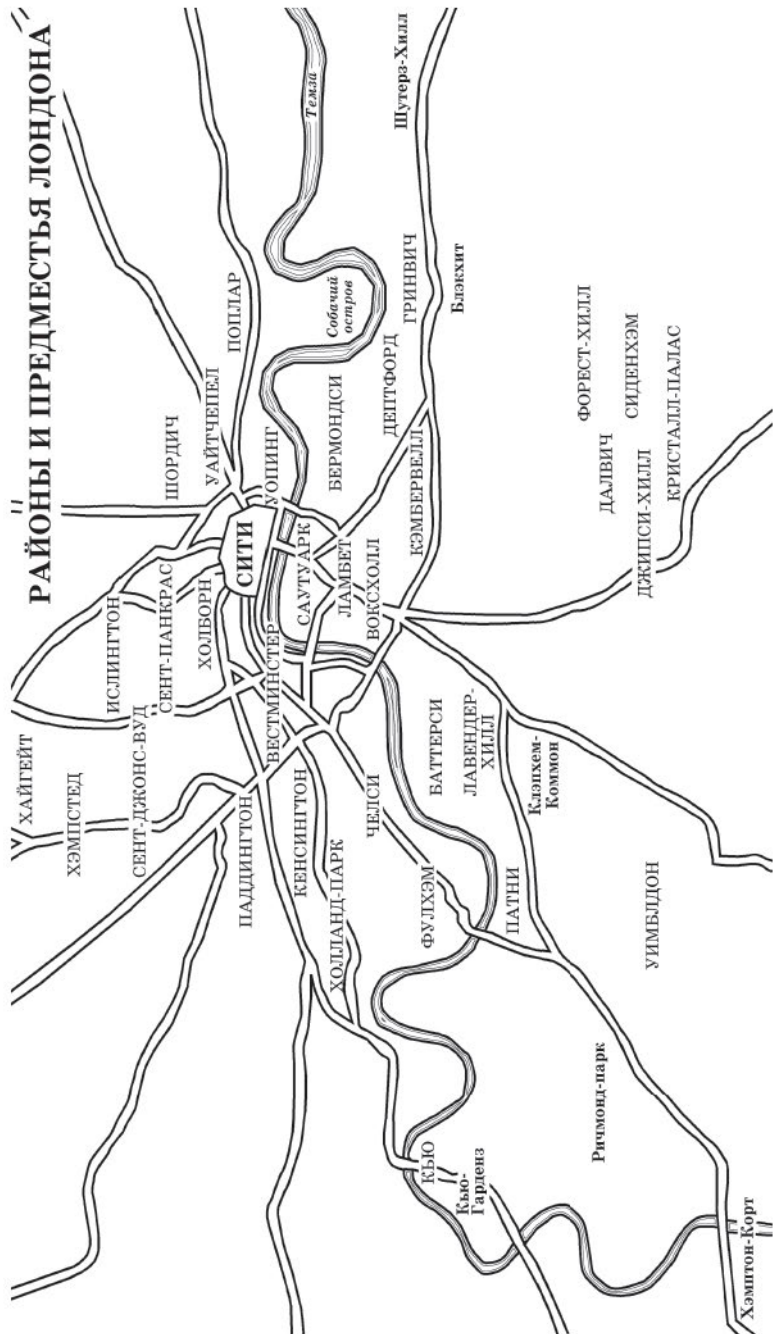 РАЙОНЫ И ПРЕДМЕСТЬЯ ЛОНДОНА
ХАЙГЕЙТ
ХЭМПСТЕД
ИСЛИНГТОН
СЕНТ-ДЖОНС-ВУД
СЕНТ-ПАНКРАС
ШОРДИЧ
ХОЛБОРН
УАЙТЧЕПЕЛ
ПОПЛАР
ПАДДИНГТОН
СИТИ
ВЕСТМИНСТЕР
УОПИНГ
КЕНСИНГТОН
САУТУАРК
Темза
ХОЛЛАНД-ПАРК
БЕРМОНДСИ
Собачий
остров
ЛАМБЕТ
ЧЕЛСИ
ВОКСХОЛЛ
ДЕПТФОРД
Шутерз-Хилл
ФУЛХЭМ
КЭМБЕРВЕЛЛ
ГРИНВИЧ
БАТТЕРСИ
КЬЮ
Блэкхит
Кью-
Гарденз
ЛАВЕНДЕР-
ХИЛЛ
ПАТНИ
Клэпхем-
Коммон
ФОРЕСТ-ХИЛЛ
ДАЛВИЧ
Ричмонд-парк
СИДЕНХЭМ
УИМБЛДОН
ДЖИПСИ-ХИЛЛ
КРИСТАЛЛ-ПАЛАС
Хэмптон-Корт